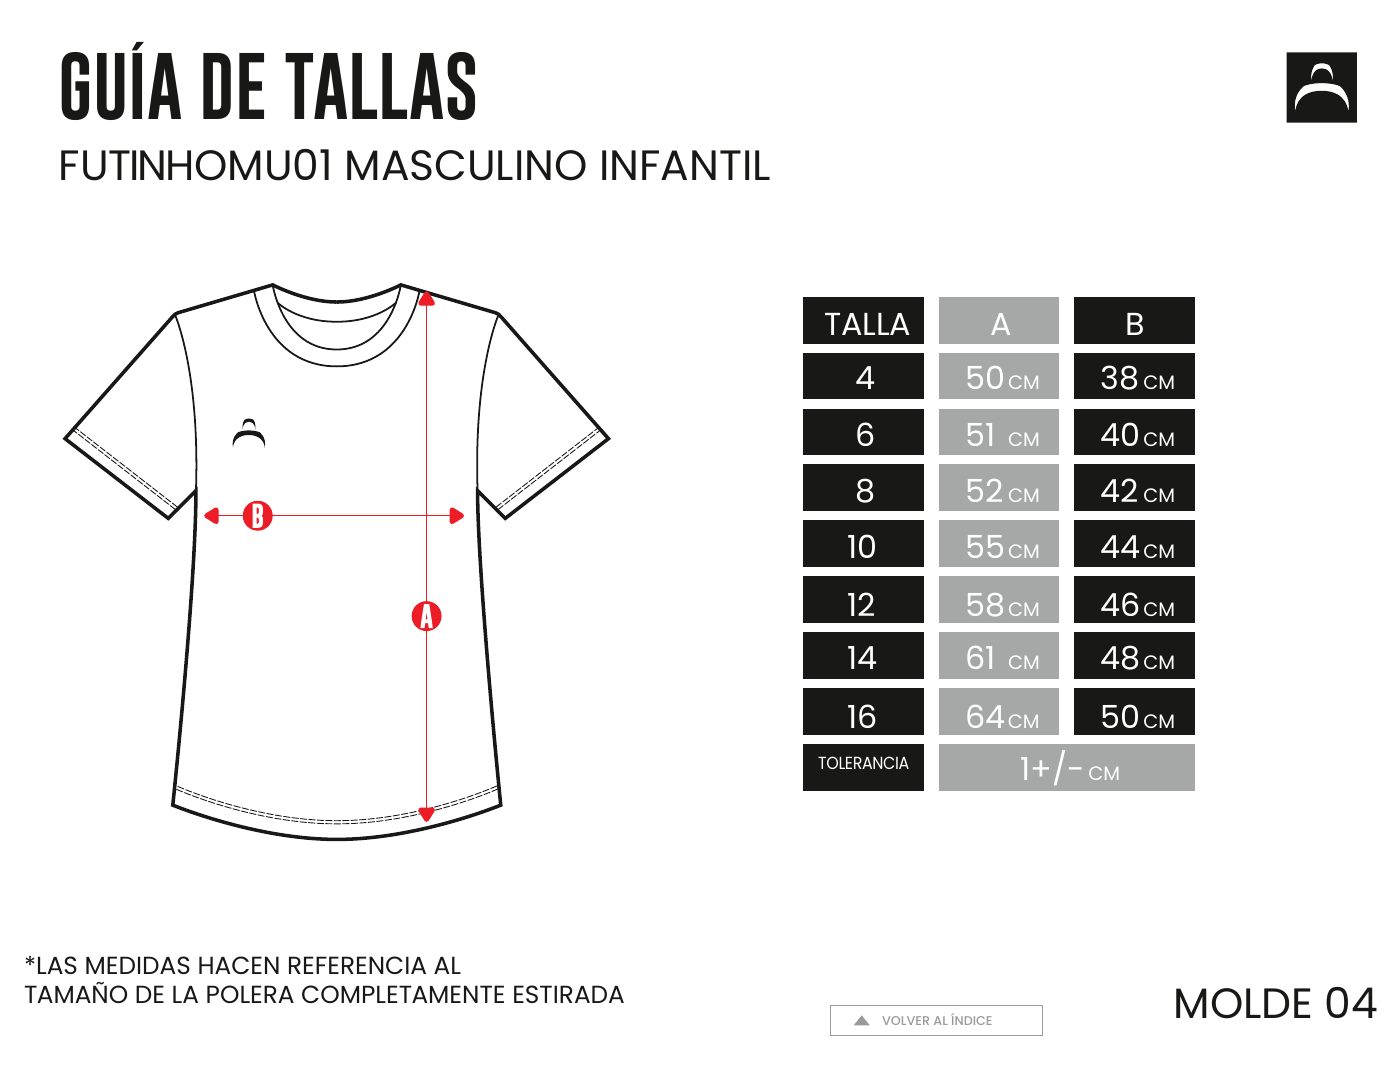 GUÍA DE TALLAS
FUTINHOMU01 MASCULINO INFANTIL
B
A
TALLA A B
4 50 CM 38 CM
6 51 CM 40 CM
8 52 CM 42 CM
10 55 CM 44 CM
12 58 CM 46 CM
14 61 CM 48 CM
16 64 CM 50 CM
TOLERANCIA 1+/- CM
*LAS MEDIDAS HACEN REFERENCIA AL
TAMAÑO DE LA POLERA COMPLETAMENTE ESTIRADA
VOLVER AL ÍNDICE
MOLDE 04